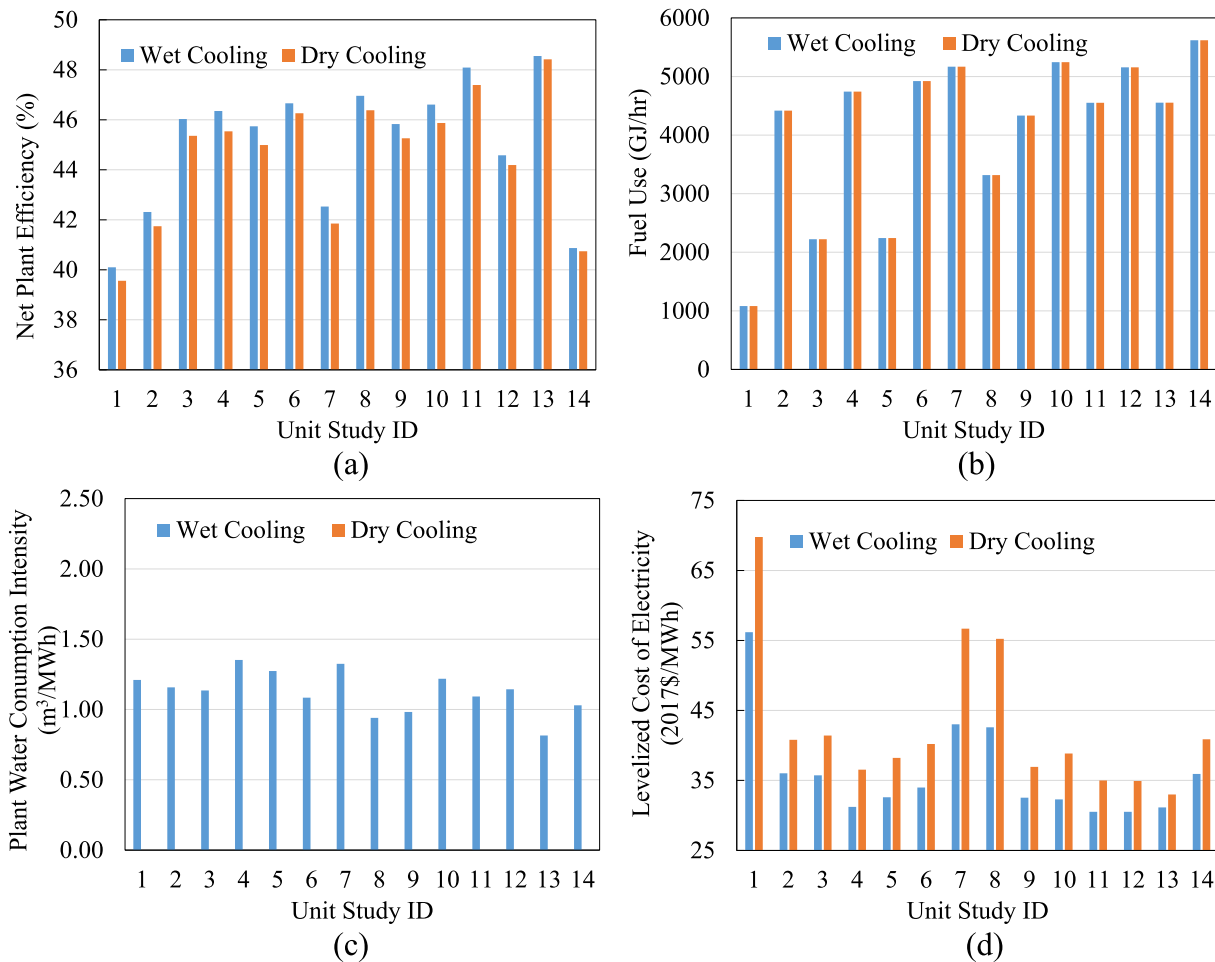 50
48
46
44
42
40
38
36
Net Plant Efficiency (%)
Wet Cooling Dry Cooling
1 2 3 4 5 6 7 8 9 10 11 12 13 14
Unit Study ID
(a)
6000
5000
4000
3000
2000
1000
0
Fuel Use (GJ/hr)
Wet Cooling Dry Cooling
1 2 3 4 5 6 7 8 9 10 11 12 13 14
Unit Study ID
(b)
2.50
2.00
1.50
1.00
0.50
0.00
Plant Water Conumption Intensity
(m³/MWh)
Wet Cooling Dry Cooling
1 2 3 4 5 6 7 8 9 10 11 12 13 14
Unit Study ID
(c)
75
65
55
45
35
25
Levelized Cost of Electricity
(2017$/MWh)
Wet Cooling Dry Cooling
1 2 3 4 5 6 7 8 9 10 11 12 13 14
Unit Study ID
(d)